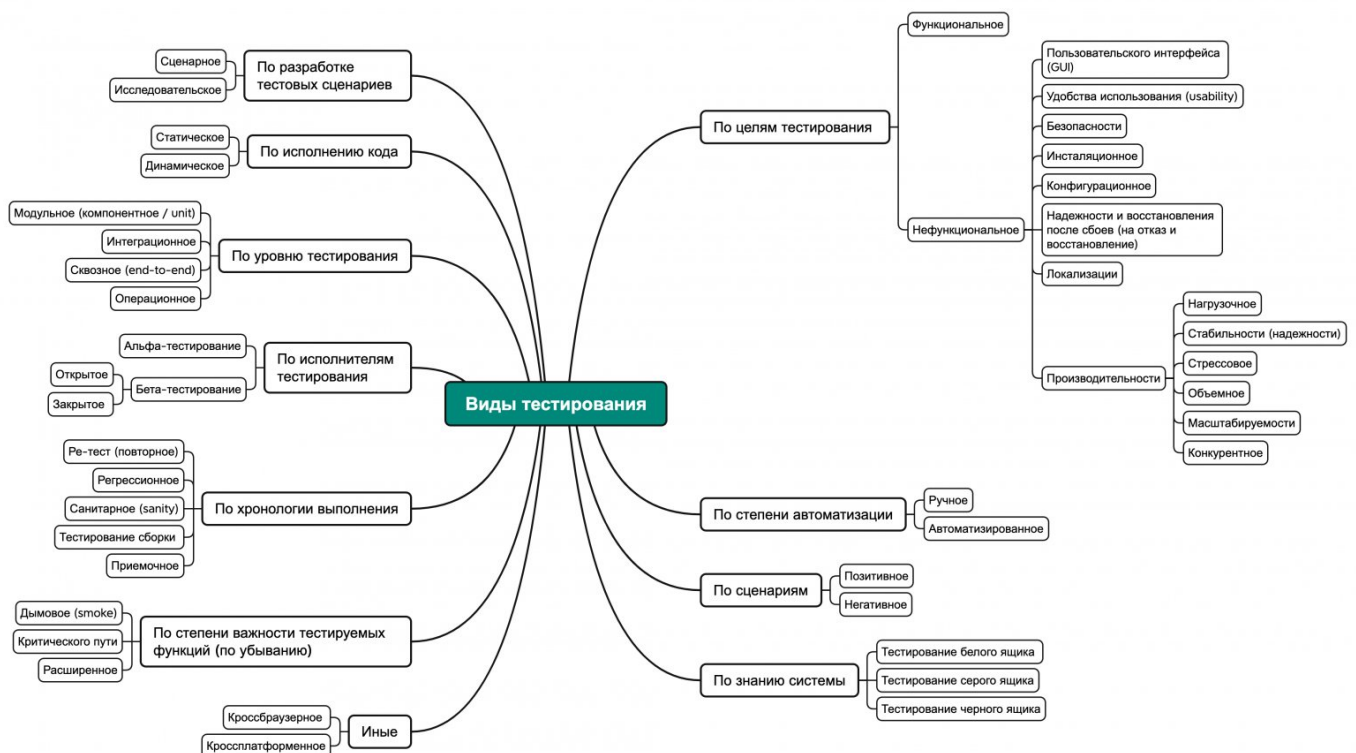 Виды тестирования
По разработке
тестовых сценариев
Сценарное
Исследовательское
По исполнению кода
Статическое
Динамическое
По уровню тестирования
Модульное (компонентное / unit)
Интеграционное
Сквозное (end-to-end)
Операционное
По исполнителям
тестирования
Альфа-тестирование
Бета-тестирование
Открытое
Закрытое
По хронологии выполнения
Ре-тест (повторное)
Регрессионное
Санитарное (sanity)
Тестирование сборки
Приемочное
По степени важности тестируемых
функций (по убыванию)
Дымовое (smoke)
Критического пути
Расширенное
Иные
Кроссбраузерное
Кроссплатформенное
По целям тестирования
Функциональное
Нефункциональное
Пользовательского интерфейса
(GUI)
Удобства использования (usability)
Безопасности
Инсталяционное
Конфигурационное
Надежности и восстановления
после сбоев (на отказ и
восстановление)
Локализации
Производительности
Нагрузочное
Стабильности (надежности)
Стрессовое
Объемное
Масштабируемости
Конкурентное
По степени автоматизации
Ручное
Автоматизированное
По сценариям
Позитивное
Негативное
По знанию системы
Тестирование белого ящика
Тестирование серого ящика
Тестирование черного ящика